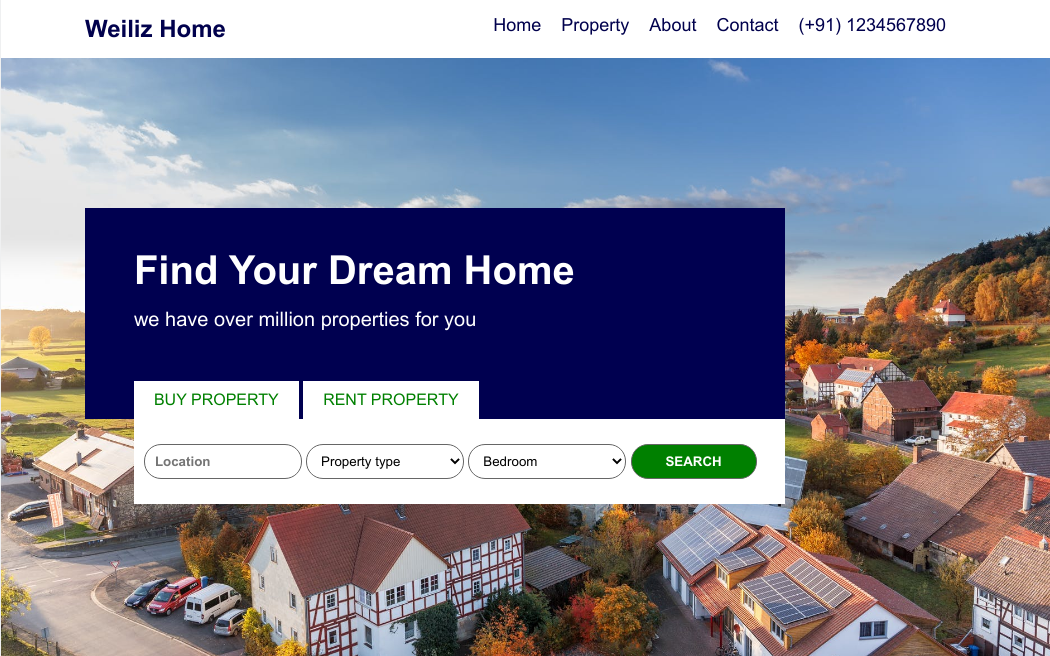 Weiliz Home
Home Property About Contact (+91) 1234567890
Find Your Dream Home
we have over million properties for you
BUY PROPERTY RENT PROPERTY
Location Property type Bedroom SEARCH